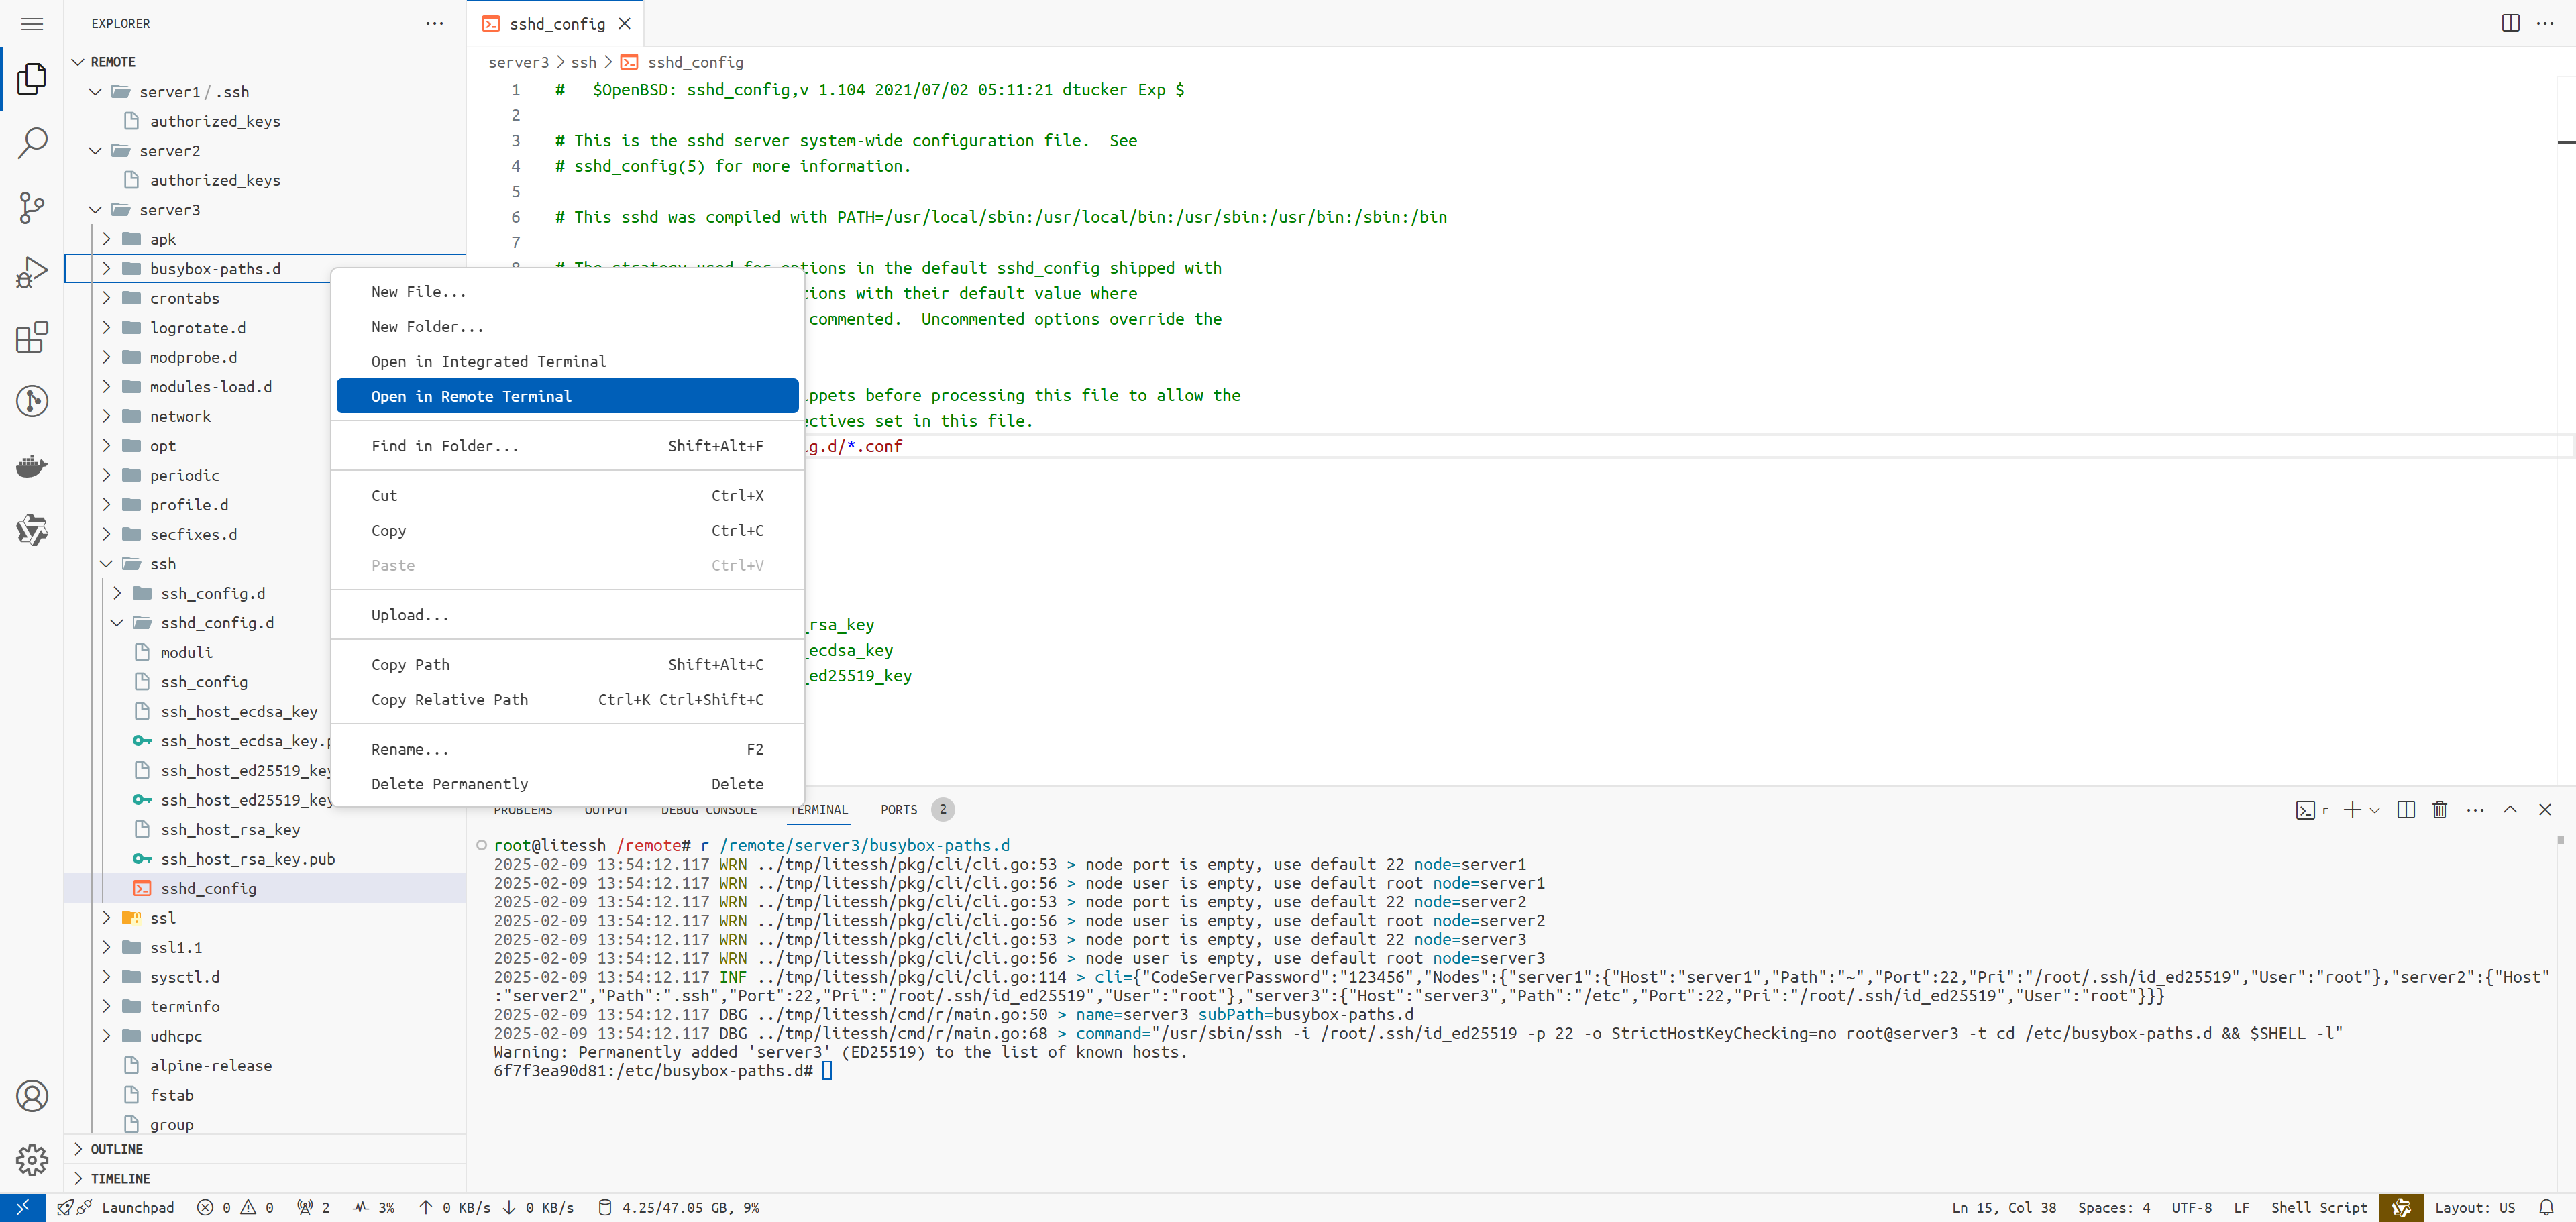 EXPLORER
REMOTE
server1 / .ssh
authorized_keys
server2
authorized_keys
server3
apk
busybox-paths.d
crontabs
logrotate.d
modprobe.d
modules-load.d
network
opt
periodic
profile.d
secfixes.d
ssh
ssh_config.d
sshd_config.d
moduli
ssh_config
ssh_host_ecdsa_key
ssh_host_ecdsa_key.
ssh_host_ed25519_key
ssh_host_ed25519_key
ssh_host_rsa_key
ssh_host_rsa_key.pub
sshd_config
ssl
ssl1.1
sysctl.d
terminfo
udhcpc
alpine-release
fstab
group
OUTLINE
TIMELINE
New File...
New Folder...
Open in Integrated Terminal
Open in Remote Terminal
Find in Folder... Shift+Alt+F
Cut Ctrl+X
Copy Ctrl+C
Paste Ctrl+V
Upload...
Copy Path Shift+Alt+C
Copy Relative Path Ctrl+K Ctrl+Shift+C
Rename... F2
Delete Permanently Delete
sshd_config
server3 > ssh > sshd_config
1 #   $OpenBSD: sshd_config,v 1.104 2021/07/02 05:11:21 dtucker Exp $
2
3 # This is the sshd server system-wide configuration file.  See
4 # sshd_config(5) for more information.
5
6 # This sshd was compiled with PATH=/usr/local/sbin:/usr/local/bin:/usr/sbin:/usr/bin:/sbin:/bin
7
8 # The strategy used for options in the default sshd_config shipped with
tions with their default value where
commented.  Uncommented options override the
ippets before processing this file to allow the
ectives set in this file.
ig.d/*.conf
_rsa_key
_ecdsa_key
_ed25519_key
PROBLEMS OUTPUT DEBUG CONSOLE TERMINAL PORTS 2
r
root@litessh /remote# r /remote/server3/busybox-paths.d
2025-02-09 13:54:12.117 WRN ../tmp/litessh/pkg/cli/cli.go:53 > node port is empty, use default 22 node=server1
2025-02-09 13:54:12.117 WRN ../tmp/litessh/pkg/cli/cli.go:56 > node user is empty, use default root node=server1
2025-02-09 13:54:12.117 WRN ../tmp/litessh/pkg/cli/cli.go:53 > node port is empty, use default 22 node=server2
2025-02-09 13:54:12.117 WRN ../tmp/litessh/pkg/cli/cli.go:56 > node user is empty, use default root node=server2
2025-02-09 13:54:12.117 WRN ../tmp/litessh/pkg/cli/cli.go:53 > node port is empty, use default 22 node=server3
2025-02-09 13:54:12.117 WRN ../tmp/litessh/pkg/cli/cli.go:56 > node user is empty, use default root node=server3
2025-02-09 13:54:12.117 INF ../tmp/litessh/pkg/cli/cli.go:114 > cli={"CodeServerPassword":"123456","Nodes":{"server1":{"Host":"server1","Path":"~","Port":22,"Pri":"/root/.ssh/id_ed25519","User":"root"},"server2":{"Host"
:"server2","Path":".ssh","Port":22,"Pri":"/root/.ssh/id_ed25519","User":"root"},"server3":{"Host":"server3","Path":"/etc","Port":22,"Pri":"/root/.ssh/id_ed25519","User":"root"}}}
2025-02-09 13:54:12.117 DBG ../tmp/litessh/cmd/r/main.go:50 > name=server3 subPath=busybox-paths.d
2025-02-09 13:54:12.117 DBG ../tmp/litessh/cmd/r/main.go:68 > command="/usr/sbin/ssh -i /root/.ssh/id_ed25519 -p 22 -o StrictHostKeyChecking=no root@server3 -t cd /etc/busybox-paths.d && $SHELL -l"
Warning: Permanently added 'server3' (ED25519) to the list of known hosts.
6f7f3ea90d81:/etc/busybox-paths.d#
Launchpad 0 0 2 3% 0 KB/s 0 KB/s 4.25/47.05 GB, 9% Ln 15, Col 38 Spaces: 4 UTF-8 LF Shell Script Layout: US